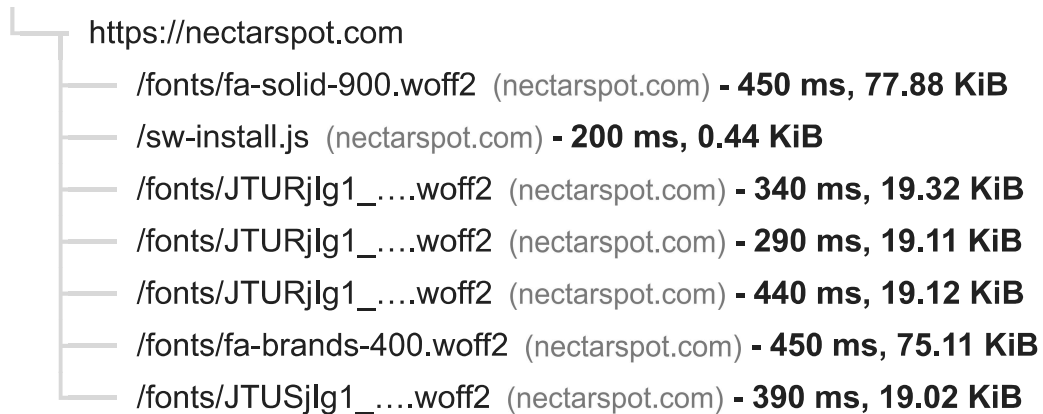 https://nectarspot.com
/fonts/fa-solid-900.woff2 (nectarspot.com) - 450 ms, 77.88 KiB
/sw-install.js (nectarspot.com) - 200 ms, 0.44 KiB
/fonts/JTURjIg1_….woff2 (nectarspot.com) - 340 ms, 19.32 KiB
/fonts/JTURjIg1_….woff2 (nectarspot.com) - 290 ms, 19.11 KiB
/fonts/JTURjIg1_….woff2 (nectarspot.com) - 440 ms, 19.12 KiB
/fonts/fa-brands-400.woff2 (nectarspot.com) - 450 ms, 75.11 KiB
/fonts/JTUSjIg1_….woff2 (nectarspot.com) - 390 ms, 19.02 KiB